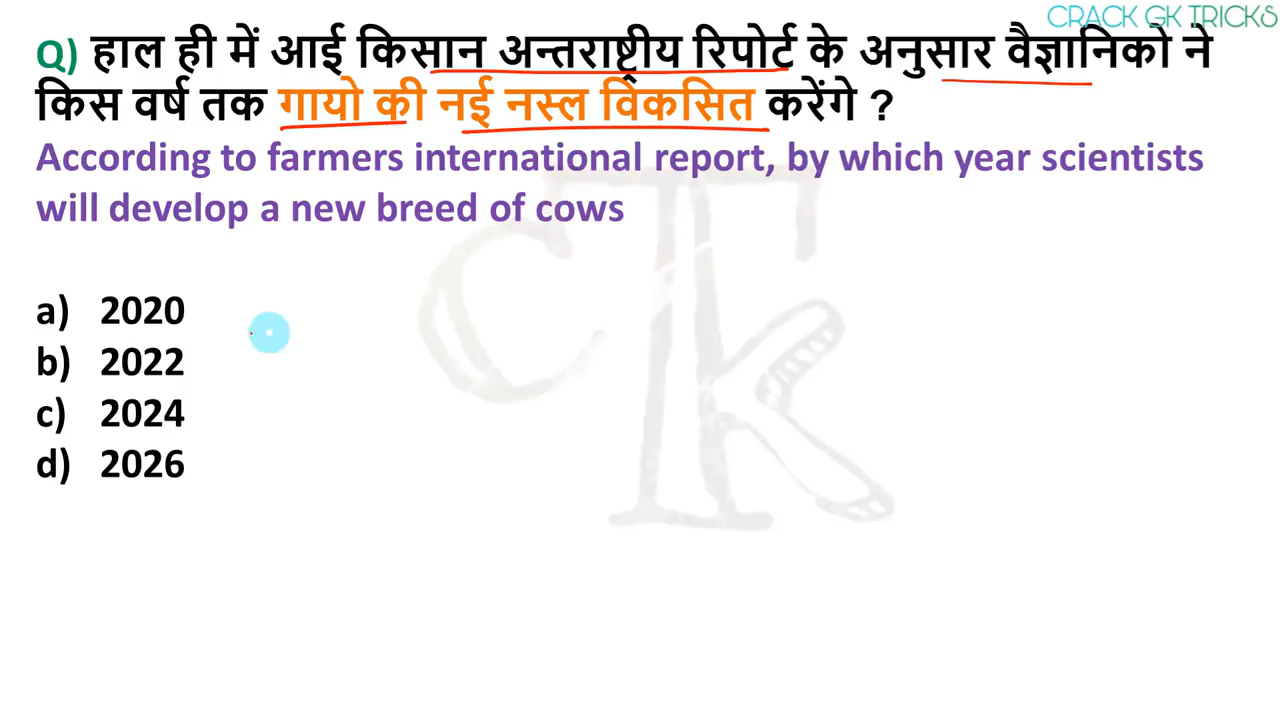 CRACK GK TRICKS
Q) हाल ही में आई किसान अन्तराष्ट्रीय रिपोर्ट के अनुसार वैज्ञानिको ने
किस वर्ष तक गायो की नई नस्ल विकसित करेंगे ?
According to farmers international report, by which year scientists
will develop a new breed of cows
a) 2020
b) 2022
c) 2024
d) 2026
CTk